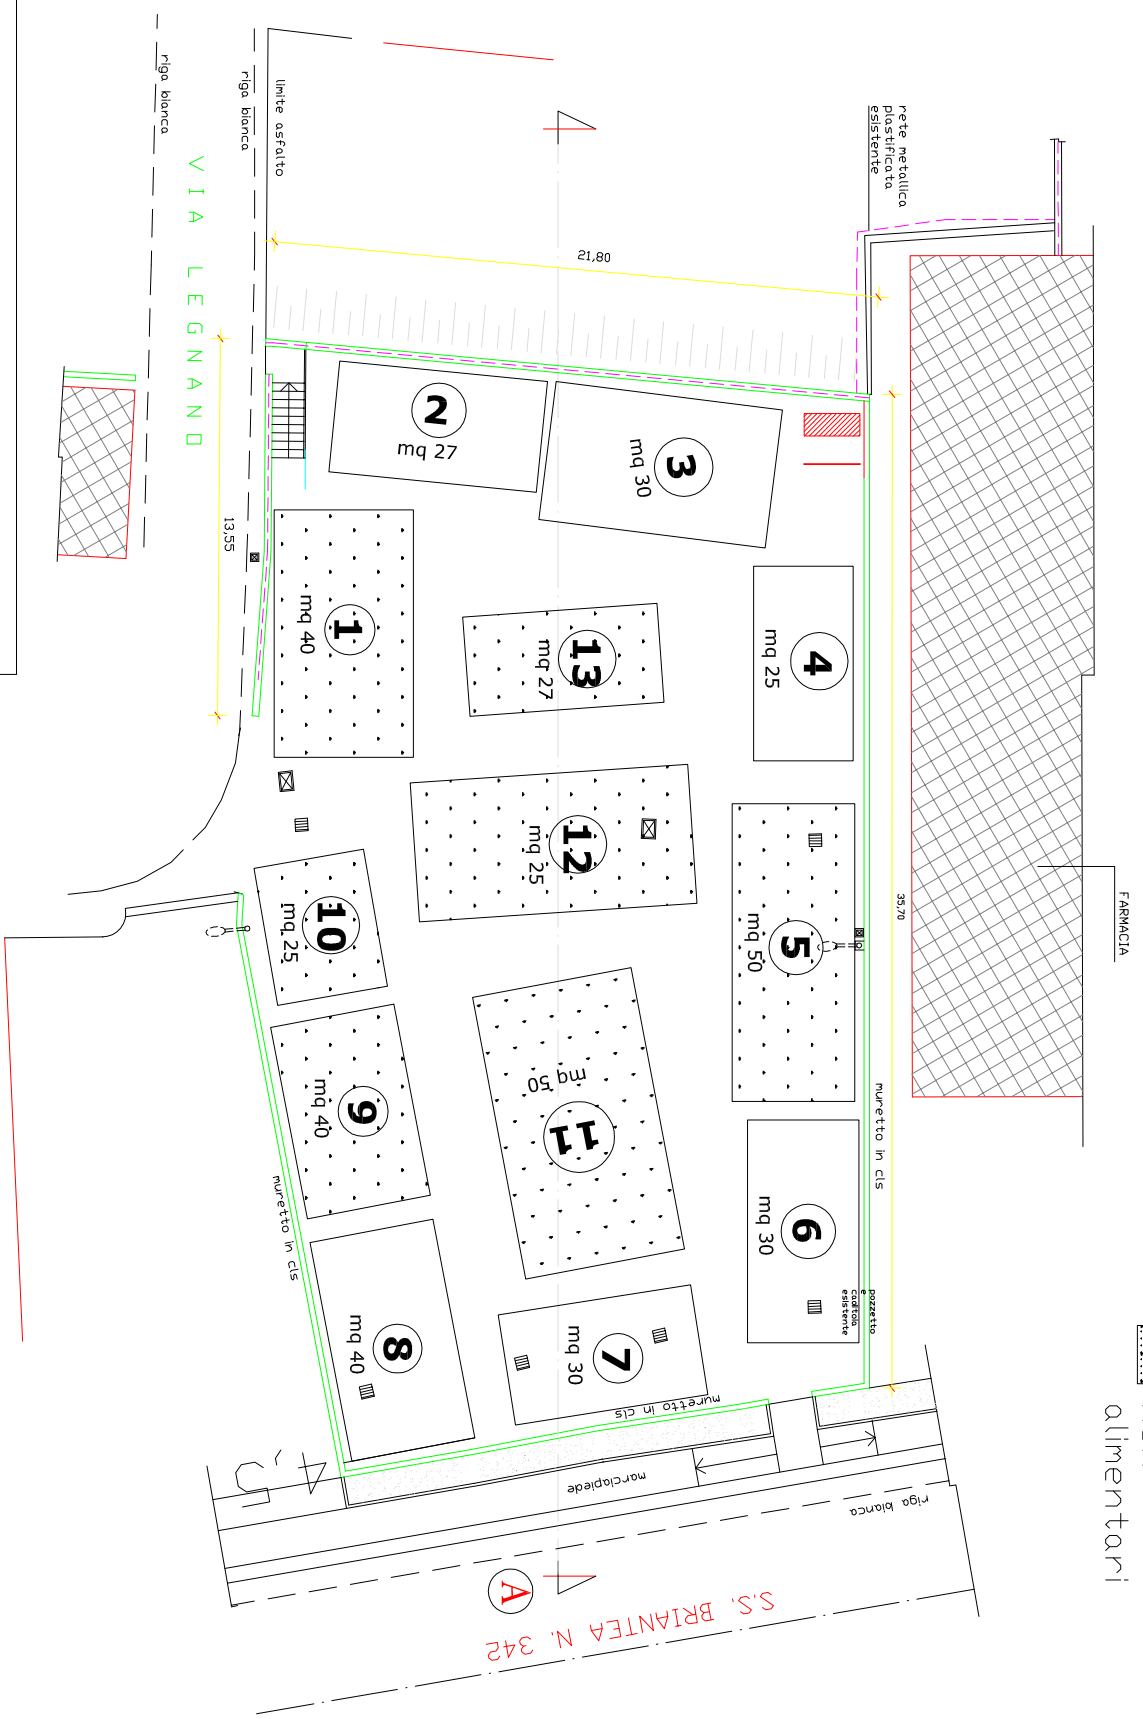 riga bianca
riga bianca
limite asfalto
VIA LEGNANO
rete metallica
plastificata
esistente
21,80
13,55
35,70
FARMACIA
2
mq 27
3
mq 30
1
mq 40
13
mq 27
4
mq 25
12
mq 25
5
mq 50
10
mq 25
9
mq 40
11
mq 50
6
mq 30
8
mq 40
7
mq 30
muretto in cls
muretto in cls
muretto in cls
pozzetto
e
caditoia
esistente
marciapiede
riga bianca
A
S.S. BRIANTEA N. 342
alimentari